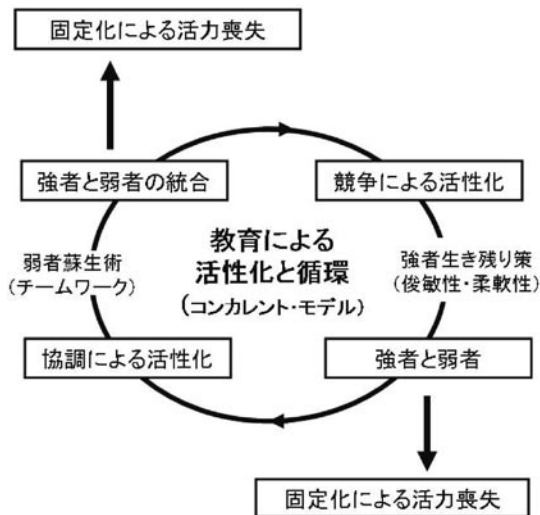 固定化による活力喪失
強者と弱者の統合
競争による活性化
教育による
活性化と循環
(コンカレント・モデル)
弱者蘇生術
(チームワーク)
強者生き残り策
(俊敏性・柔軟性)
協調による活性化
強者と弱者
固定化による活力喪失